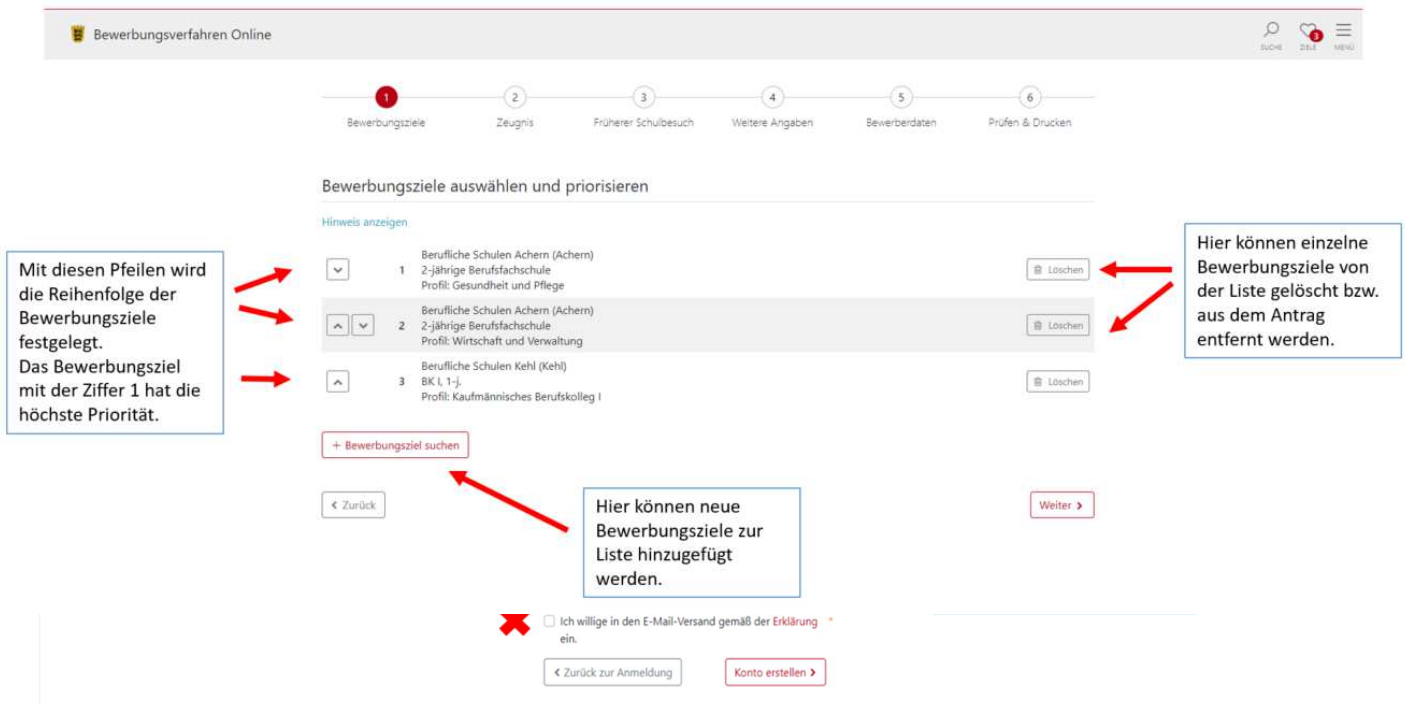 Bewerbungsverfahren Online
SUCHE
3
ZIELE
MENÜ
1
2
3
4
5
6
Bewerbungsziele
Zeugnis
Früherer Schulbesuch
Weitere Angaben
Bewerberdaten
Prüfen & Drucken
Bewerbungsziele auswählen und priorisieren
Hinweis anzeigen
Mit diesen Pfeilen wird
die Reihenfolge der
Bewerbungsziele
festgelegt.
Das Bewerbungsziel
mit der Ziffer 1 hat die
höchste Priorität.
1
Berufliche Schulen Achern (Achern)
2-jährige Berufsfachschule
Profil: Gesundheit und Pflege
Löschen
2
Berufliche Schulen Achern (Achern)
2-jährige Berufsfachschule
Profil: Wirtschaft und Verwaltung
Löschen
3
Berufliche Schulen Kehl (Kehl)
BK I, 1-j.
Profil: Kaufmännisches Berufskolleg I
Löschen
Hier können einzelne
Bewerbungsziele von
der Liste gelöscht bzw.
aus dem Antrag
entfernt werden.
+ Bewerbungsziel suchen
Zurück
Hier können neue
Bewerbungsziele zur
Liste hinzugefügt
werden.
Weiter
Ich willige in den E-Mail-Versand gemäß der Erklärung *
ein.
Zurück zur Anmeldung
Konto erstellen